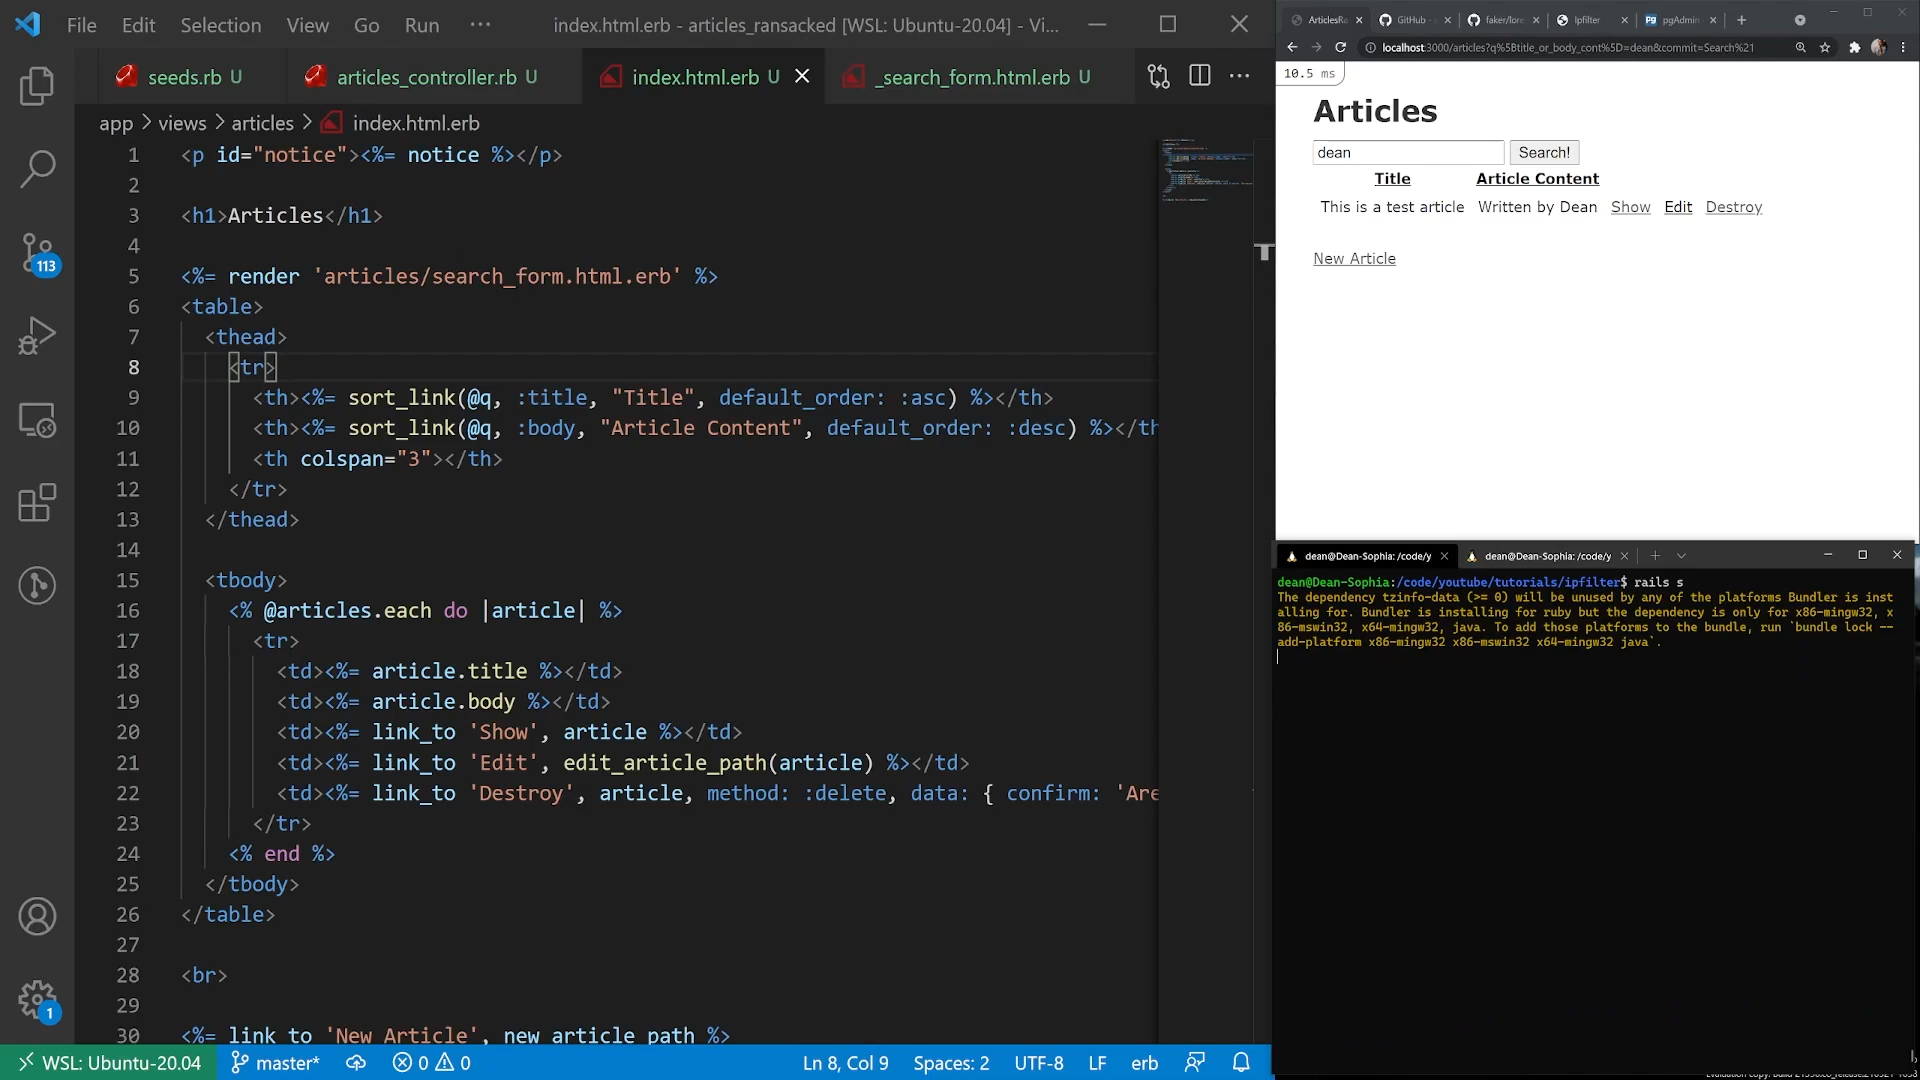 File Edit Selection View Go Run ··· index.html.erb - articles_ransacked [WSL: Ubuntu-20.04] - Vi...
seeds.rb U articles_controller.rb U index.html.erb U _search_form.html.erb U
app > views > articles > index.html.erb
1 <p id="notice"><%= notice %></p>
2
3 <h1>Articles</h1>
4
5 <%= render 'articles/search_form.html.erb' %>
6 <table>
7 <thead>
8 <tr>
9 <th><%= sort_link(@q, :title, "Title", default_order: :asc) %></th>
10 <th><%= sort_link(@q, :body, "Article Content", default_order: :desc) %></th
11 <th colspan="3"></th>
12 </tr>
13 </thead>
14
15 <tbody>
16 <% @articles.each do |article| %>
17 <tr>
18 <td><%= article.title %></td>
19 <td><%= article.body %></td>
20 <td><%= link_to 'Show', article %></td>
21 <td><%= link_to 'Edit', edit_article_path(article) %></td>
22 <td><%= link_to 'Destroy', article, method: :delete, data: { confirm: 'Are
23 </tr>
24 <% end %>
25 </tbody>
26 </table>
27
28 <br>
29
30 <%= link_to 'New Article', new_article_path %>
113
1
WSL: Ubuntu-20.04 master* 0 0 Ln 8, Col 9 Spaces: 2 UTF-8 LF erb
ArticlesRa GitHub - faker/lore Ipfilter pgAdmin
localhost:3000/articles?q%5Btitle_or_body_cont%5D=dean&commit=Search%21
10.5 ms
Articles
dean Search!
Title Article Content
This is a test article Written by Dean Show Edit Destroy
New Article
dean@Dean-Sophia: /code/y dean@Dean-Sophia: /code/y
dean@Dean-Sophia:/code/youtube/tutorials/ipfilter$ rails s
The dependency tzinfo-data (>= 0) will be unused by any of the platforms Bundler is inst
alling for. Bundler is installing for ruby but the dependency is only for x86-mingw32, x
86-mswin32, x64-mingw32, java. To add those platforms to the bundle, run `bundle lock --
add-platform x86-mingw32 x86-mswin32 x64-mingw32 java`.